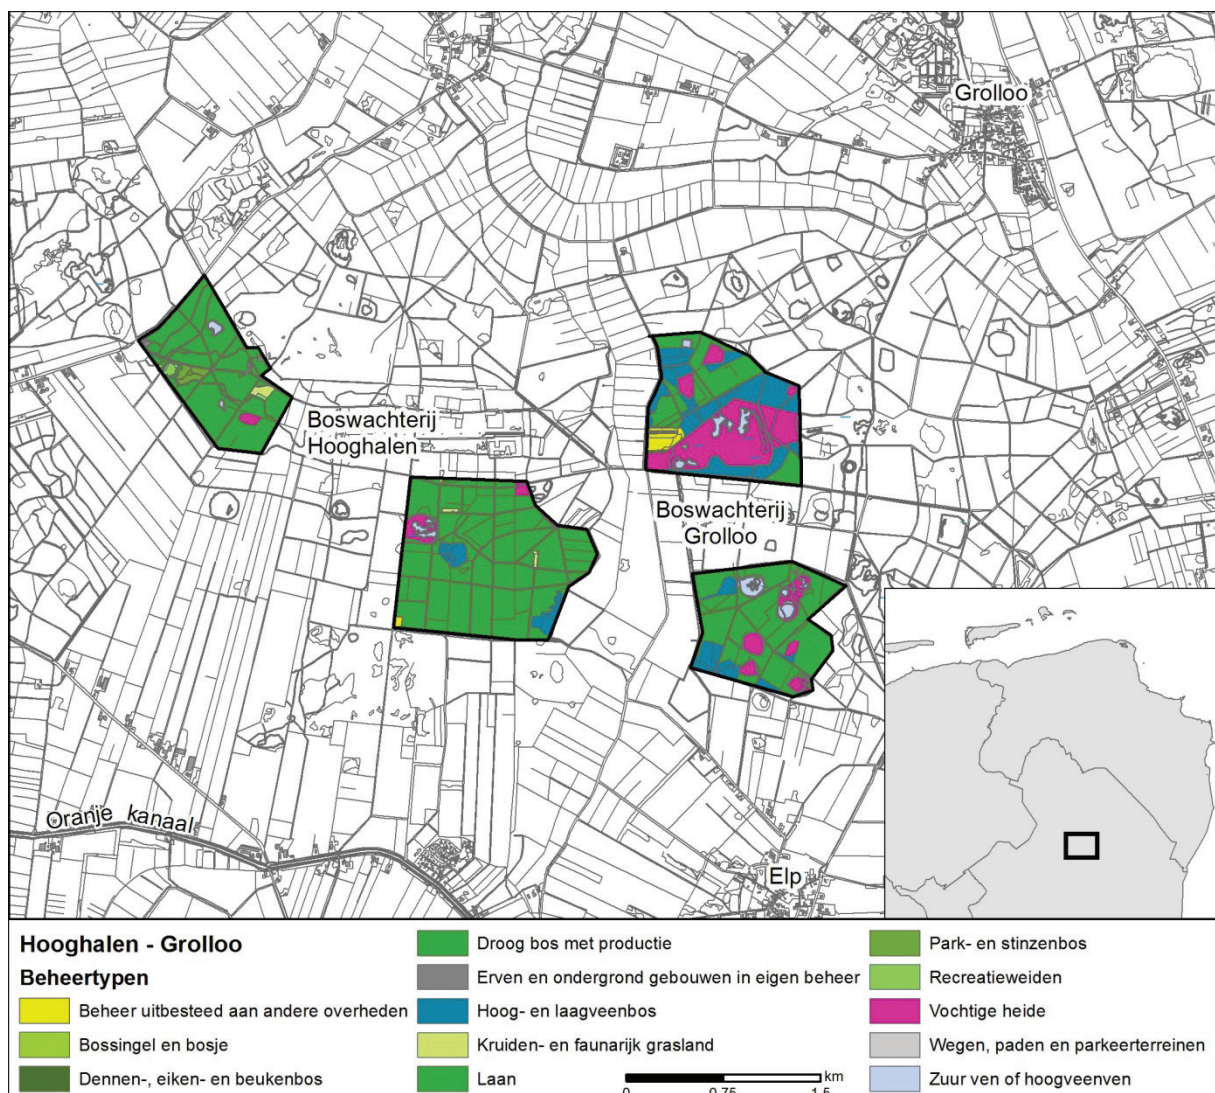 Grolloo
Boswachterij
Hooghalen
Boswachterij
Grolloo
Oranje kanaal
Elp
Hooghalen - Grolloo
Beheertypen
Beheer uitbesteed aan andere overheden
Bossingel en bosje
Dennen-, eiken- en beukenbos
Droog bos met productie
Erven en ondergrond gebouwen in eigen beheer
Hoog- en laagveenbos
Kruiden- en faunarijk grasland
Laan
Park- en stinzenbos
Recreatieweiden
Vochtige heide
Wegen, paden en parkeerterreinen
Zuur ven of hoogveenven
km
0 0.75 1.5